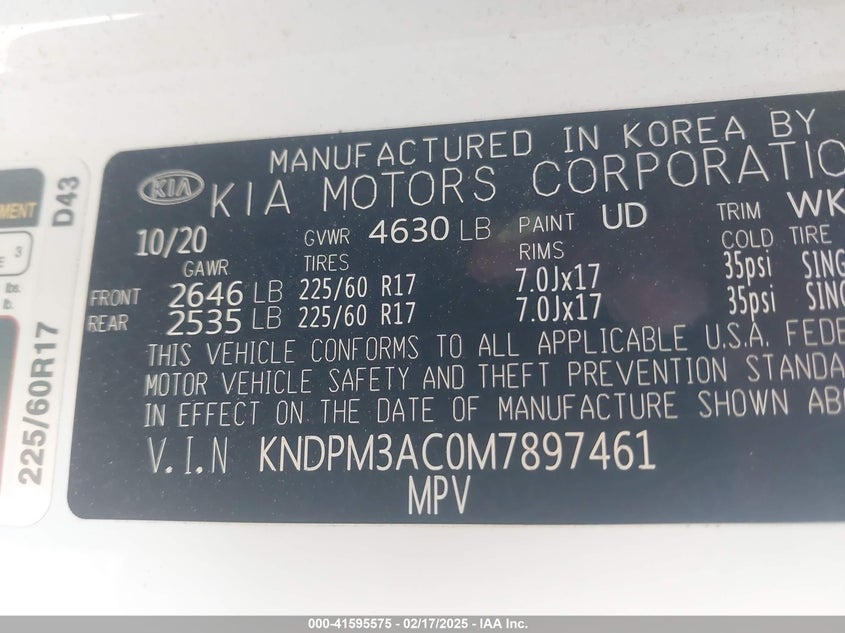 MANUFACTURED IN KOREA BY
KIA KIA MOTORS CORPORATIO
10/20 GVWR 4630 LB PAINT UD TRIM WK
GAWR TIRES RIMS COLD TIRE
FRONT 2646 LB 225/60 R17 7.0Jx17 35psi SING
REAR 2535 LB 225/60 R17 7.0Jx17 35psi SING
THIS VEHICLE CONFORMS TO ALL APPLICABLE U.S.A. FEDE
MOTOR VEHICLE SAFETY AND THEFT PREVENTION STANDA
IN EFFECT ON THE DATE OF MANUFACTURE SHOWN AB
V.I.N KNDPM3AC0M7897461
MPV
D43
MENT
E 3
lbs.
lb.
225/60R17
000-41595575 - 02/17/2025 - IAA Inc.